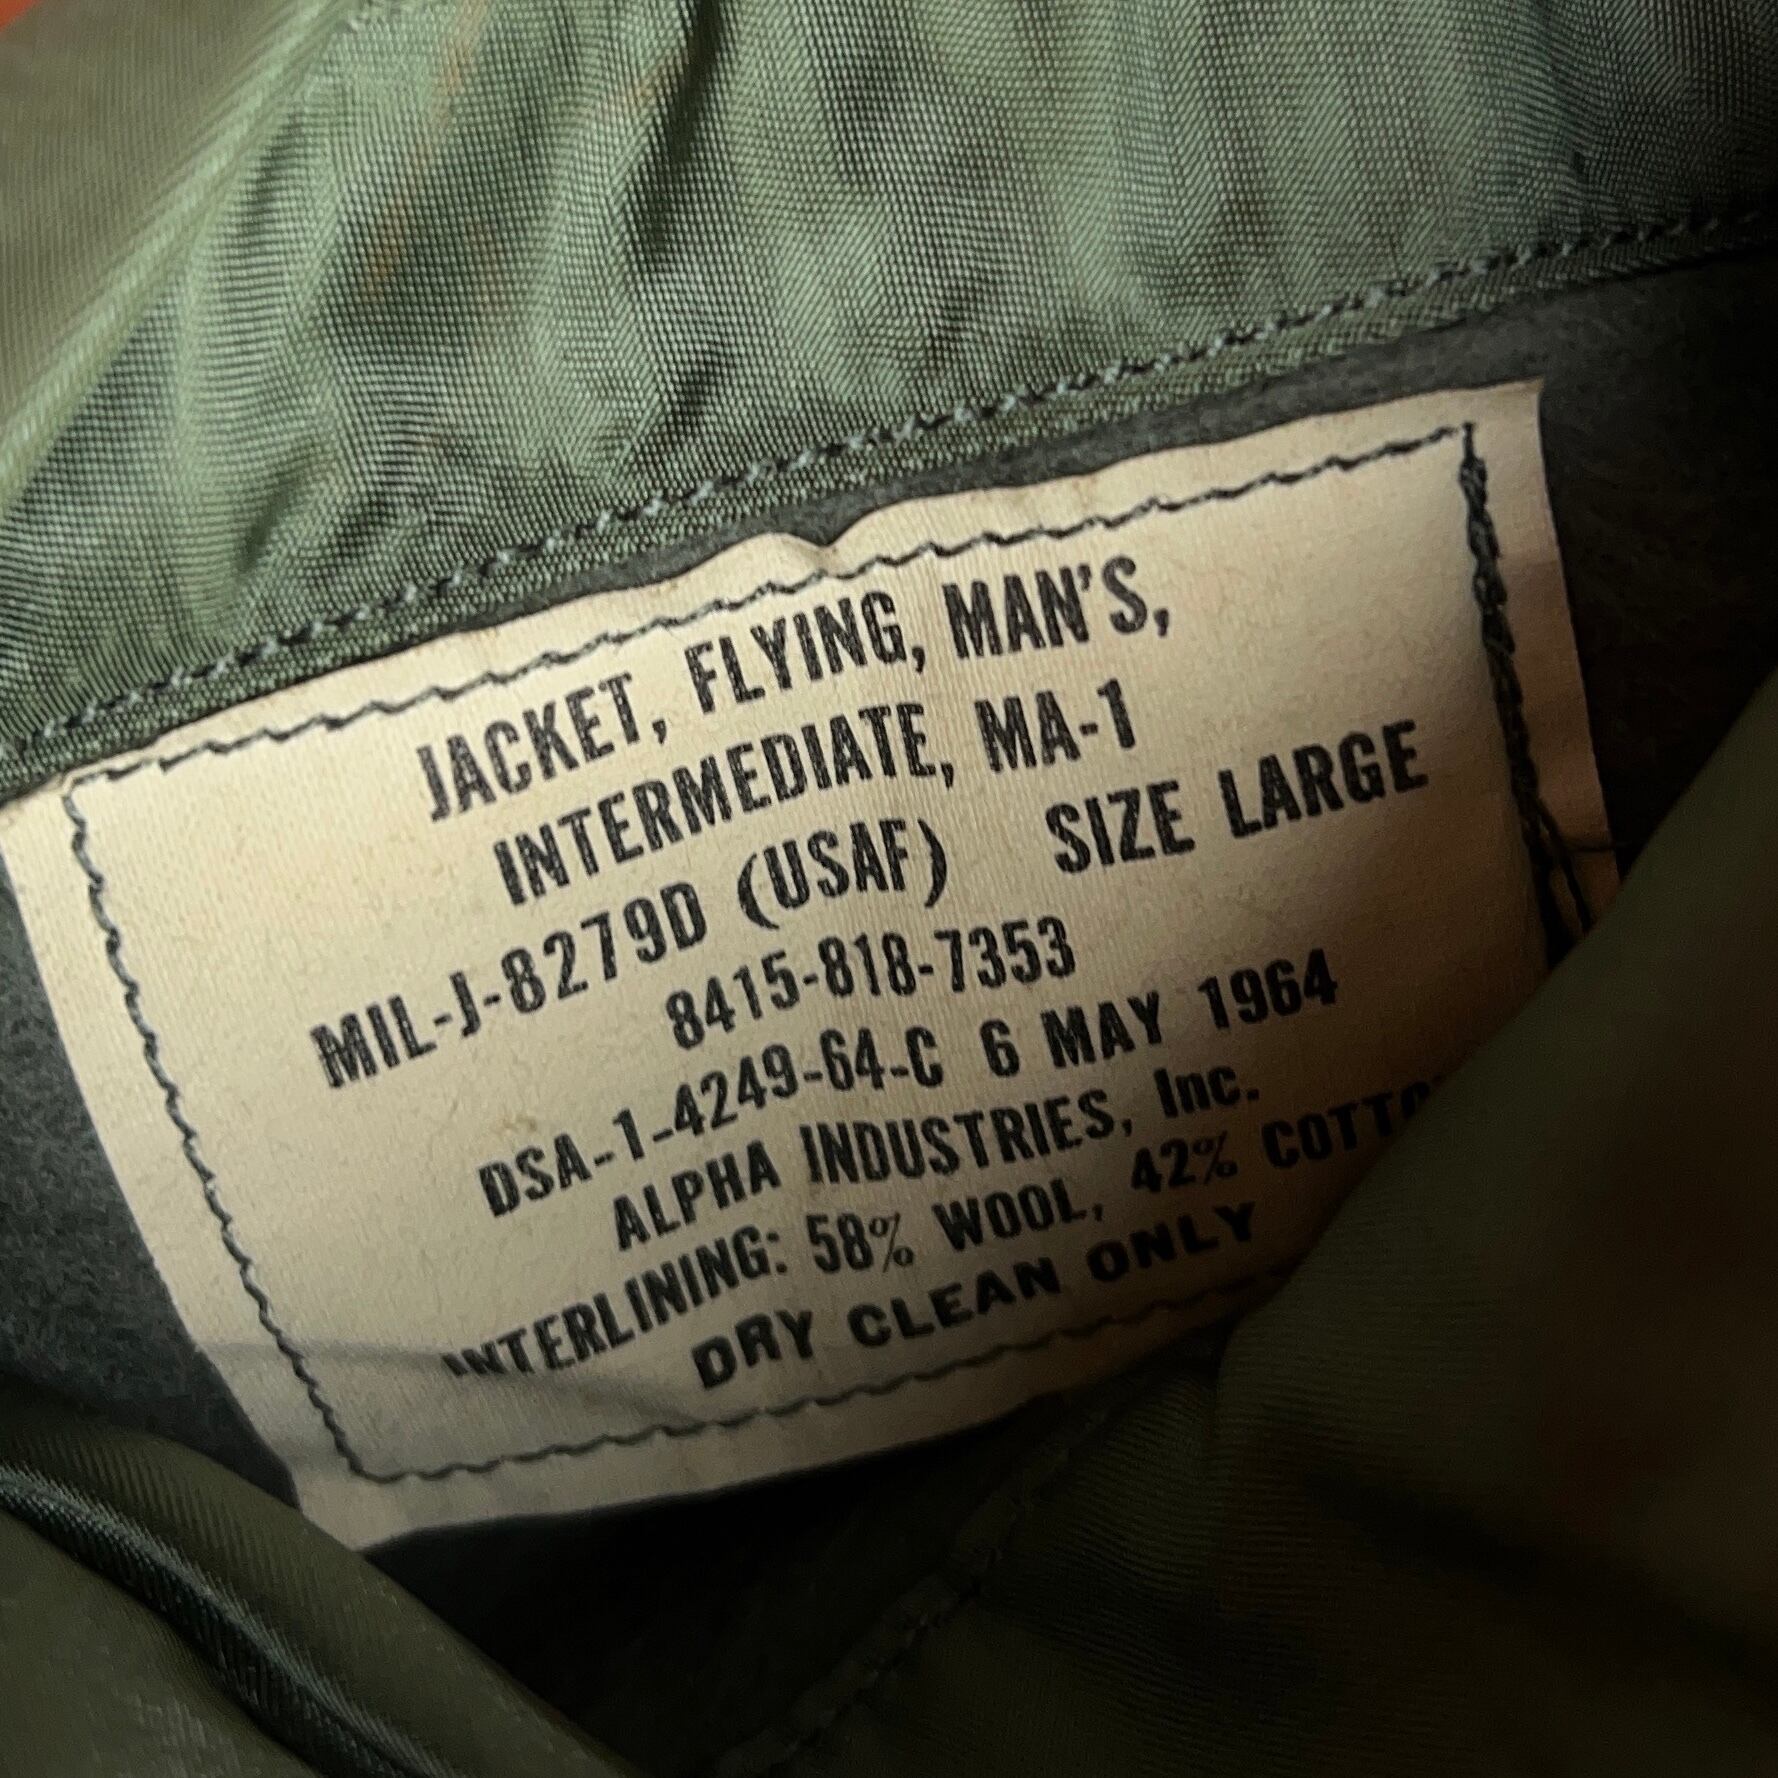 JACKET, FLYING, MAN'S,
INTERMEDIATE, MA-1
MIL-J-8279D (USAF) SIZE LARGE
8415-818-7353
DSA-1-4249-64-C 6 MAY 1964
ALPHA INDUSTRIES, Inc.
INTERLINING: 58% WOOL, 42% COTTO
DRY CLEAN ONLY